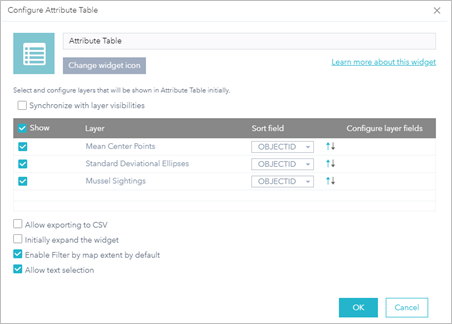 Configure Attribute Table
Attribute Table
Change widget icon
Learn more about this widget
Select and configure layers that will be shown in Attribute Table initially.
Synchronize with layer visibilities
Show Layer Sort field Configure layer fields
Mean Center Points OBJECTID
Standard Deviational Ellipses OBJECTID
Mussel Sightings OBJECTID
Allow exporting to CSV
Initially expand the widget
Enable Filter by map extent by default
Allow text selection
OK Cancel